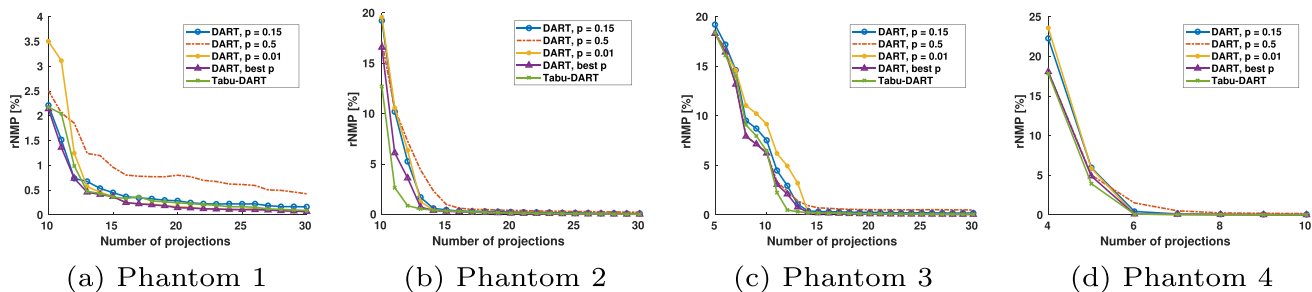 rNMP [%]
4
3.5
3
2.5
2
1.5
1
0.5
0
10
15
20
25
30
Number of projections
DART, p = 0.15
DART, p = 0.5
DART, p = 0.01
DART, best p
Tabu-DART
(a) Phantom 1
rNMP [%]
20
15
10
5
0
10
15
20
25
30
Number of projections
DART, p = 0.15
DART, p = 0.5
DART, p = 0.01
DART, best p
Tabu-DART
(b) Phantom 2
rNMP [%]
20
15
10
5
0
5
10
15
20
25
30
Number of projections
DART, p = 0.15
DART, p = 0.5
DART, p = 0.01
DART, best p
Tabu-DART
(c) Phantom 3
rNMP [%]
25
20
15
10
5
0
4
5
6
7
8
9
10
Number of projections
DART, p = 0.15
DART, p = 0.5
DART, p = 0.01
DART, best p
Tabu-DART
(d) Phantom 4